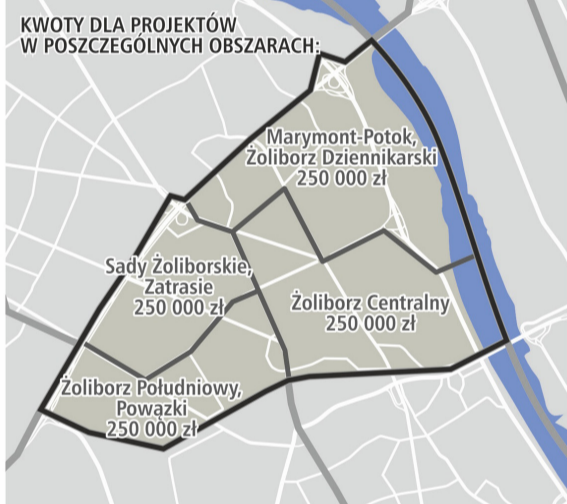 KWOTY DLA PROJEKTÓW
W POSZCZEGÓLNYCH OBSZARACH:
Marymont-Potok,
Żoliborz Dziennikarski
250 000 zł
Sady Żoliborskie,
Zatrasie
250 000 zł
Żoliborz Centralny
250 000 zł
Żoliborz Południowy,
Powązki
250 000 zł